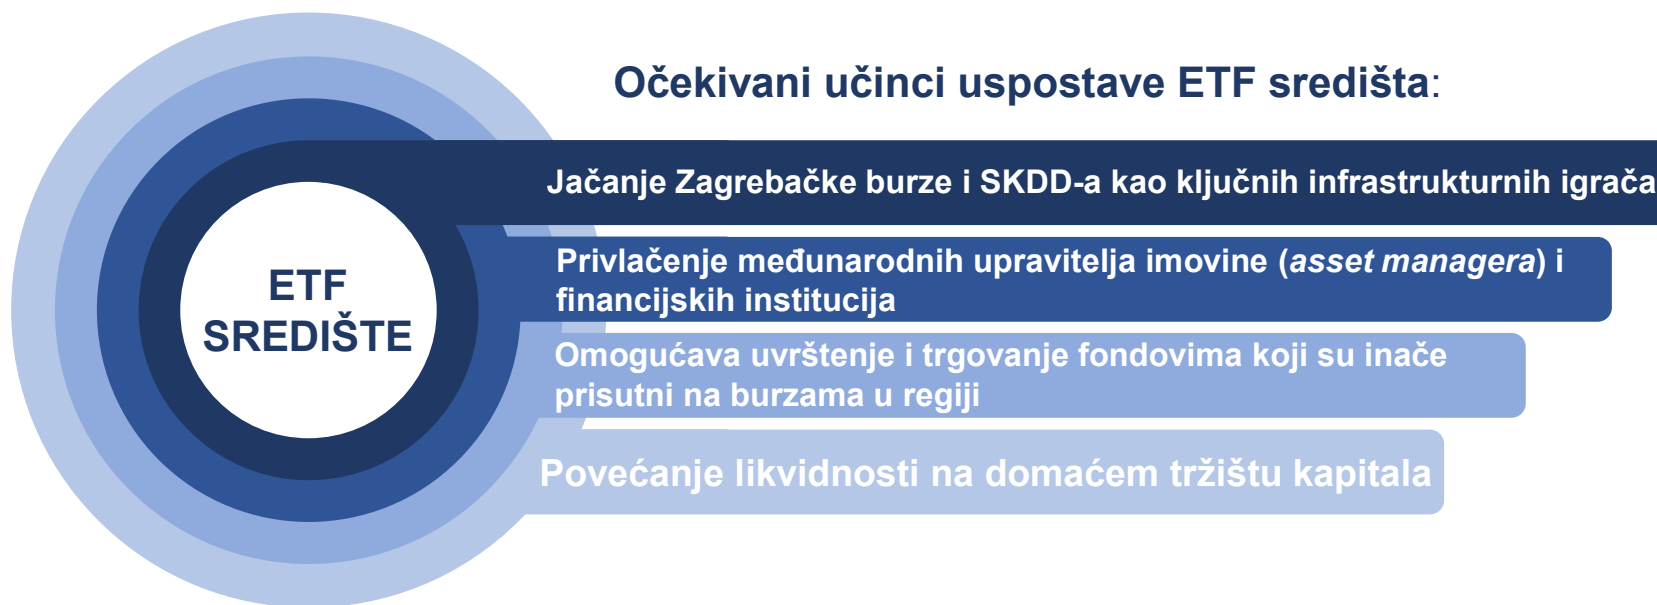 Očekivani učinci uspostave ETF središta:
ETF
SREDIŠTE
Jačanje Zagrebačke burze i SKDD-a kao ključnih infrastrukturnih igrača
Privlačenje međunarodnih upravitelja imovine (asset managera) i
financijskih institucija
Omogućava uvrštenje i trgovanje fondovima koji su inače
prisutni na burzama u regiji
Povećanje likvidnosti na domaćem tržištu kapitala